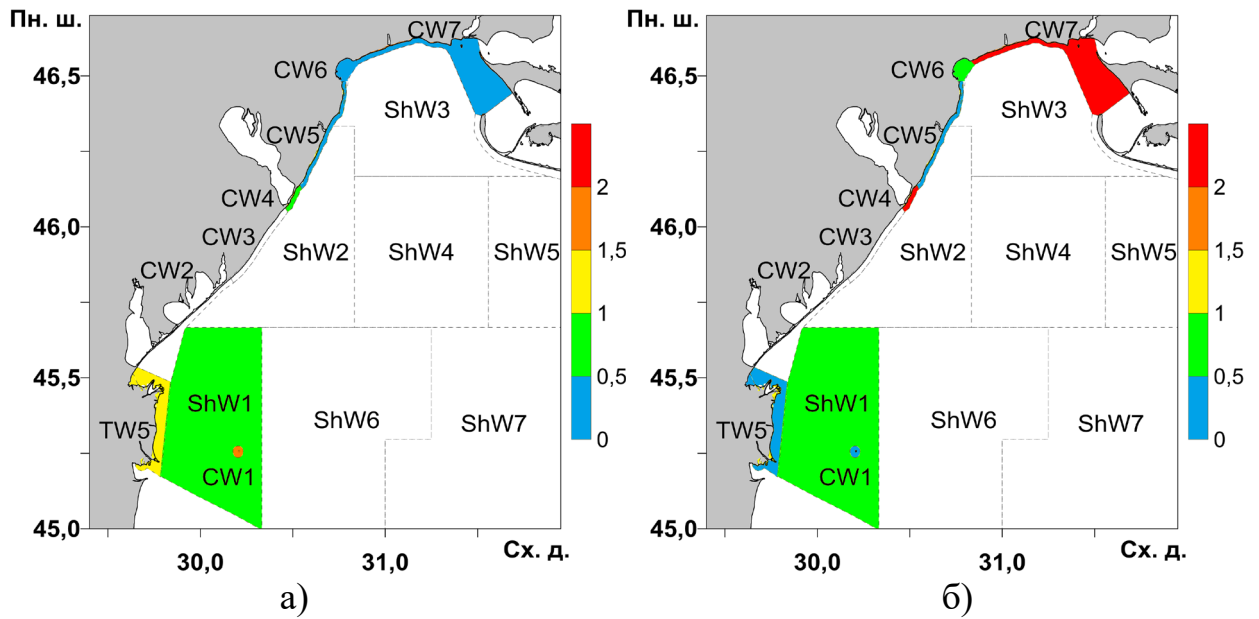 Пн. ш.
CW7
46,5
CW6
ShW3
CW5
2
CW4
46,0
CW3
ShW2
ShW4
ShW5
1,5
CW2
1
45,5
0,5
ShW1
ShW6
ShW7
TW5
0
CW1
45,0
30,0
31,0
Сх. д.
а)
Пн. ш.
CW7
46,5
CW6
ShW3
CW5
2
CW4
46,0
CW3
ShW2
ShW4
ShW5
1,5
CW2
1
45,5
0,5
ShW1
ShW6
ShW7
TW5
0
CW1
45,0
30,0
31,0
Сх. д.
б)